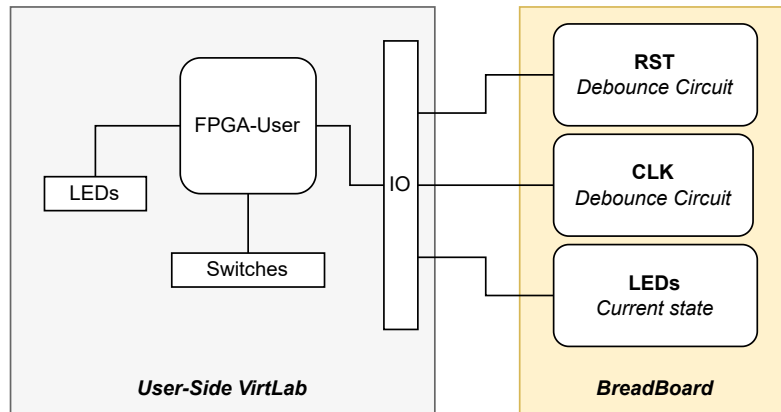 FPGA-User
LEDs
Switches
IO
User-Side VirtLab
RST
Debounce Circuit
CLK
Debounce Circuit
LEDs
Current state
BreadBoard